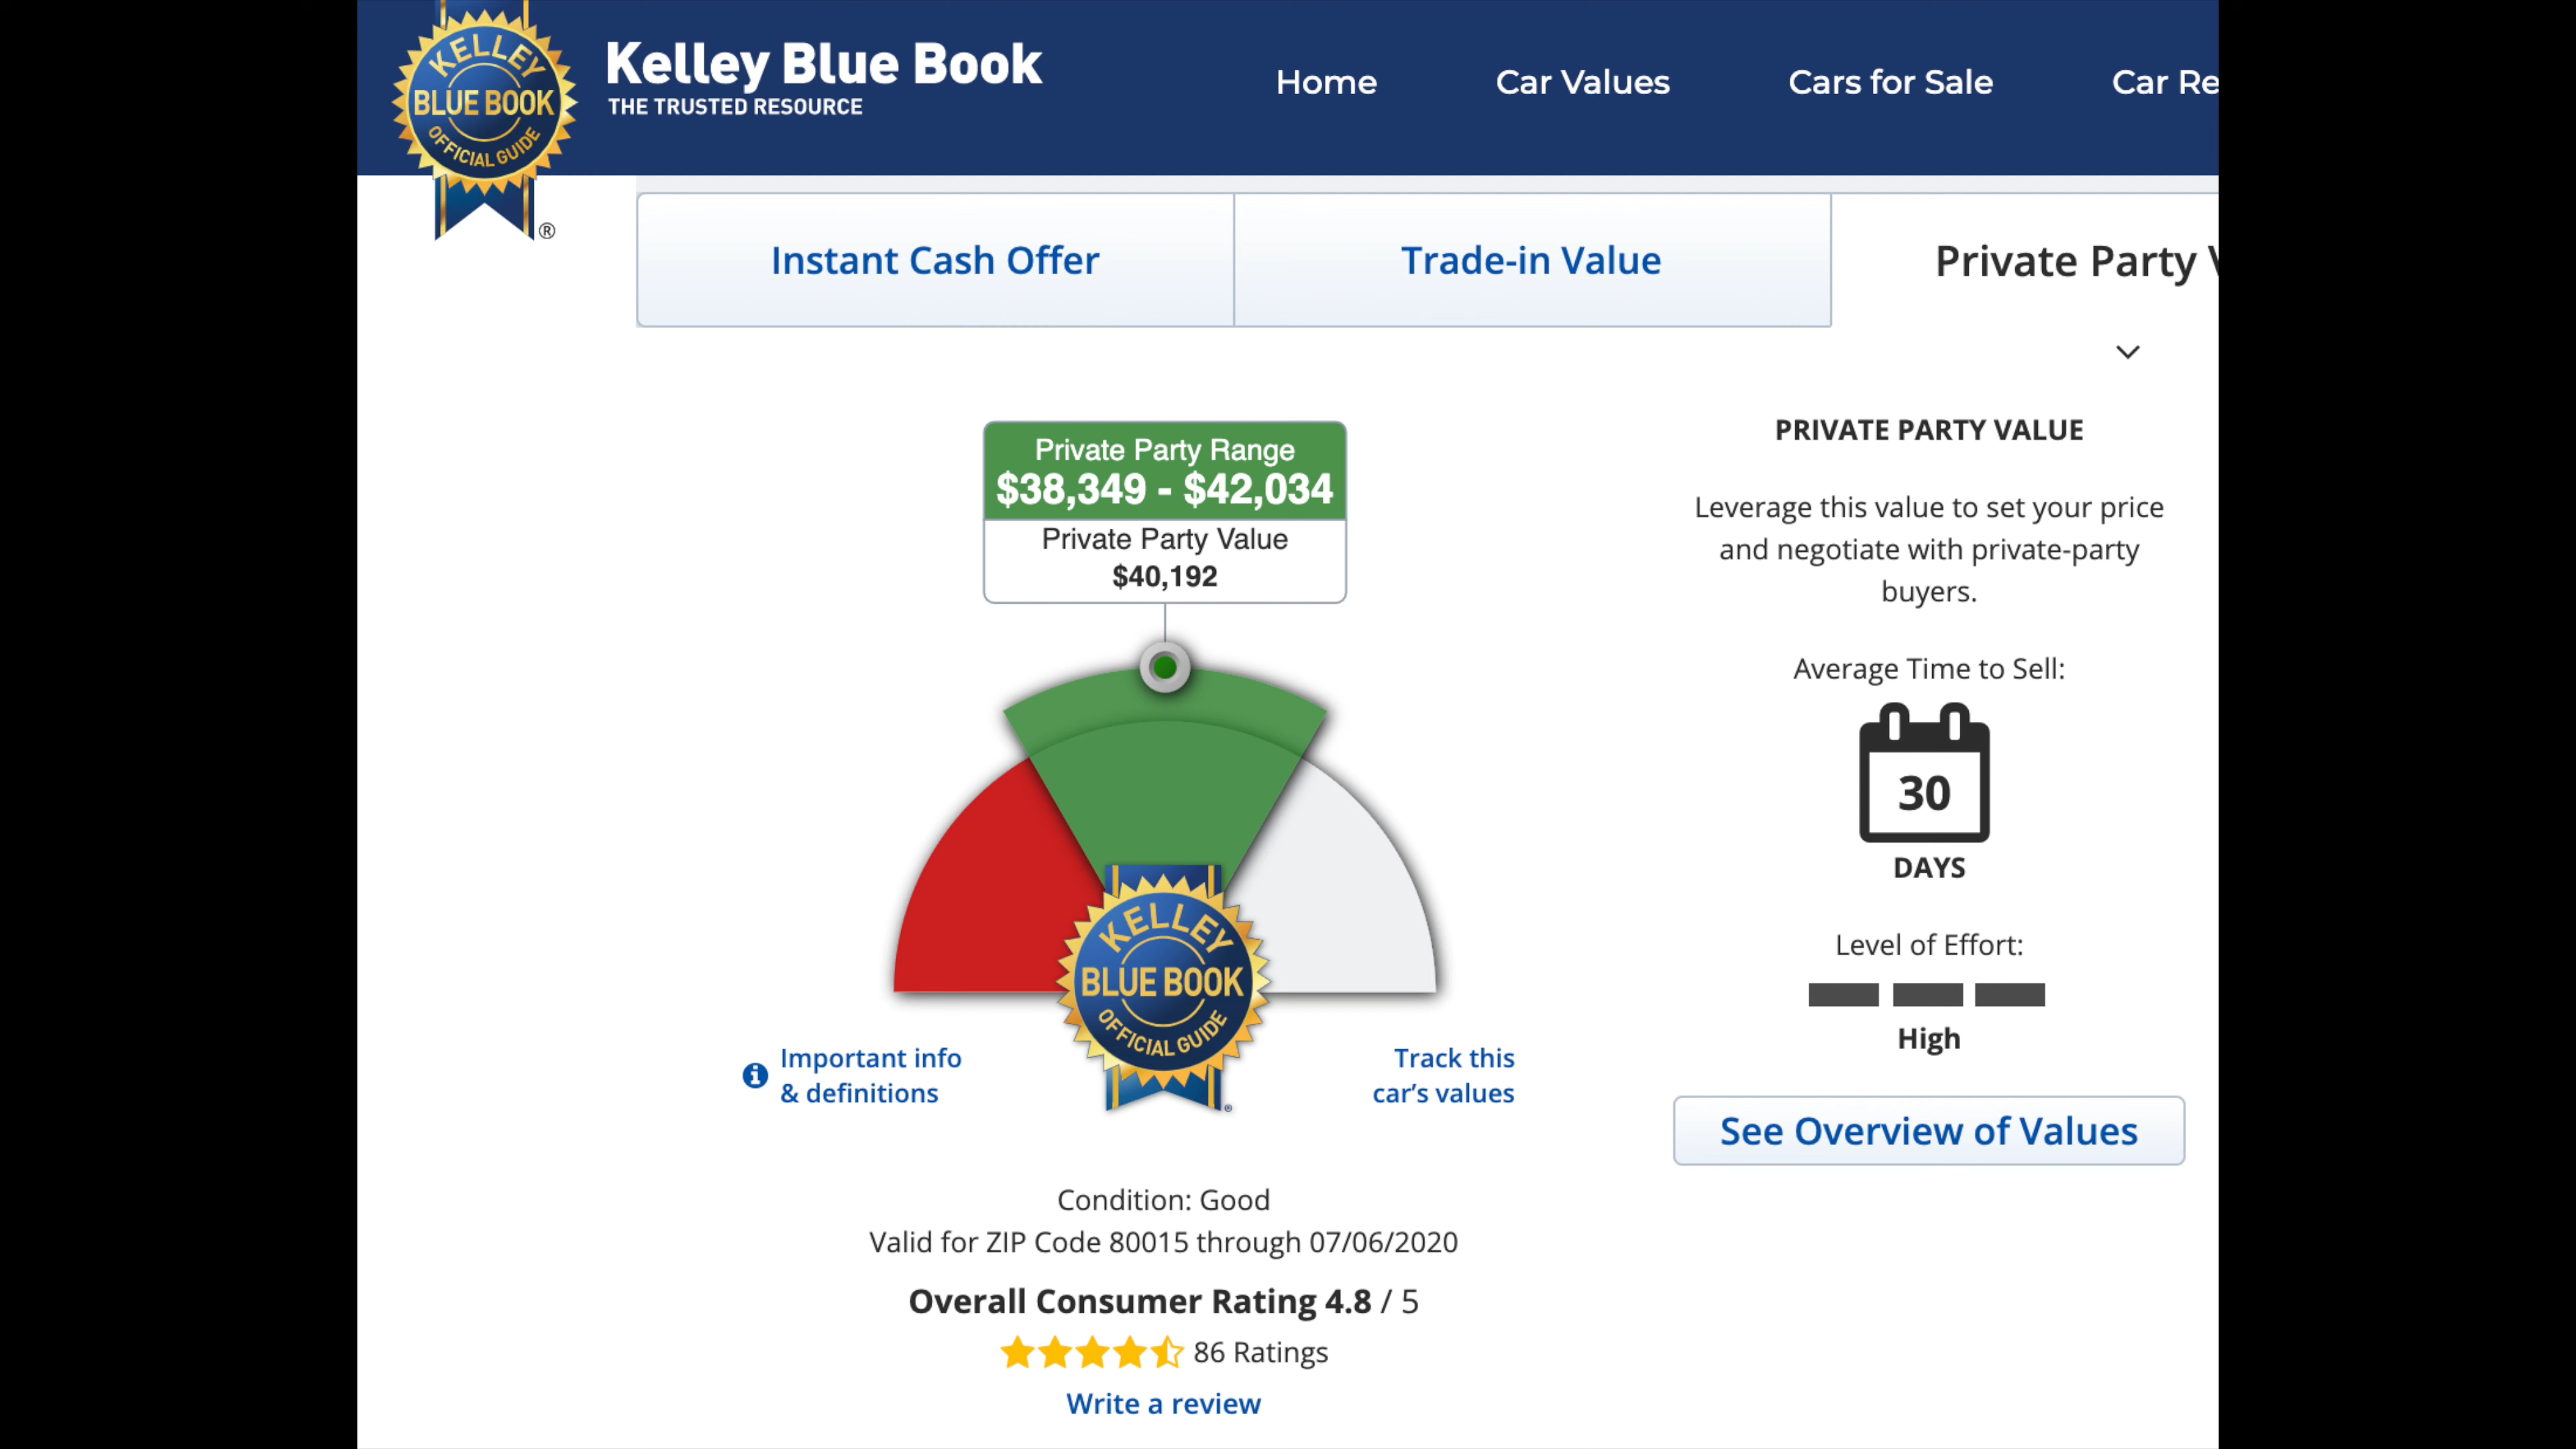 KELLEY
BLUE BOOK
OFFICIAL GUIDE
®
Kelley Blue Book
THE TRUSTED RESOURCE
Home
Car Values
Cars for Sale
Car Re
Instant Cash Offer
Trade-in Value
Private Party V
Private Party Range
$38,349 - $42,034
Private Party Value
$40,192
KELLEY
BLUE BOOK
OFFICIAL GUIDE
®
Important info
& definitions
Track this
car's values
Condition: Good
Valid for ZIP Code 80015 through 07/06/2020
Overall Consumer Rating 4.8 / 5
86 Ratings
Write a review
PRIVATE PARTY VALUE
Leverage this value to set your price
and negotiate with private-party
buyers.
Average Time to Sell:
30
DAYS
Level of Effort:
High
See Overview of Values